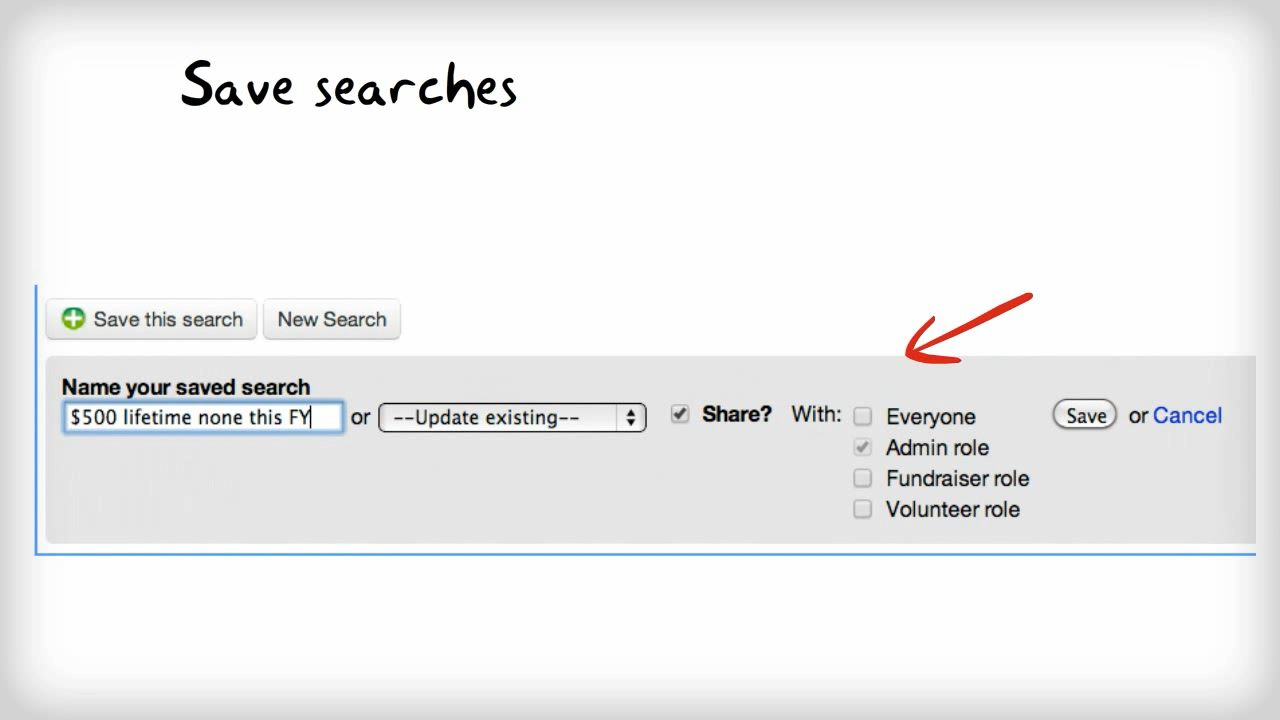 Save searches
Save this search New Search
Name your saved search
$500 lifetime none this FY or --Update existing-- Share? With: Everyone Save or Cancel
Admin role
Fundraiser role
Volunteer role